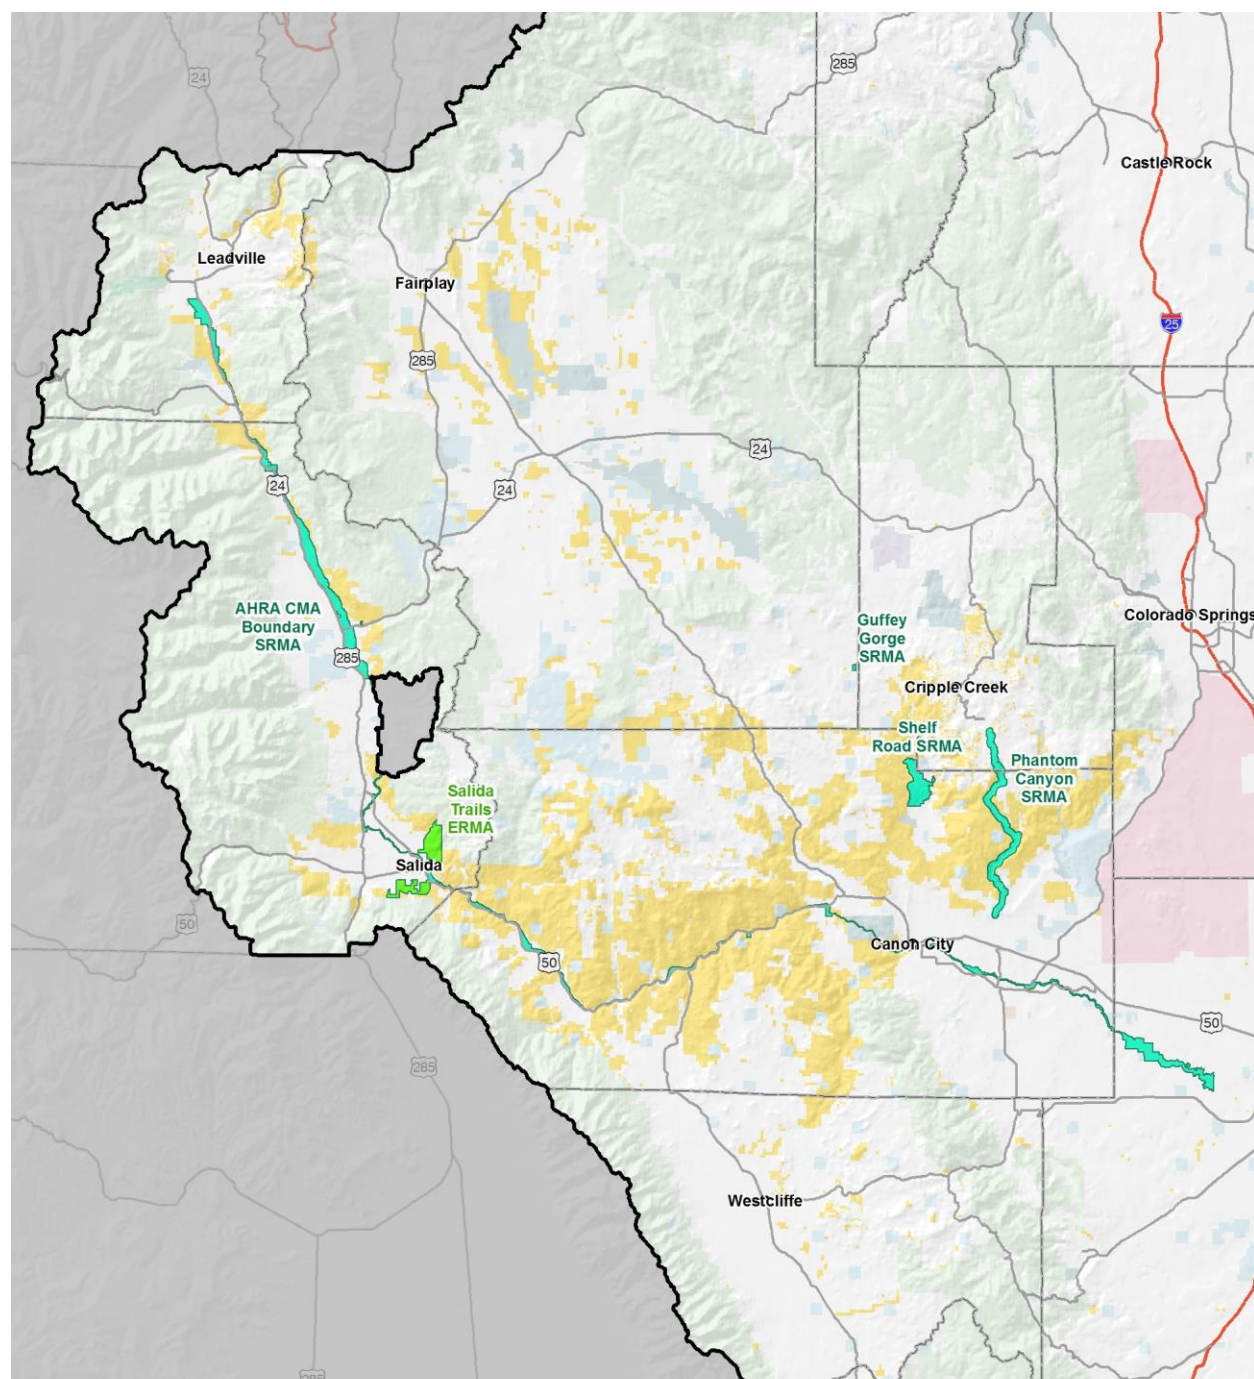 24
285
Castle Rock
Leadville
Fairplay
25
285
24
24
24
AHRA CMA
Boundary
SRMA
Guffey
Gorge
SRMA
Colorado Springs
285
Cripple Creek
Shelf
Road SRMA
Phantom
Canyon
SRMA
Salida
Trails
ERMA
Salida
50
Canon City
50
50
285
Westcliffe
285